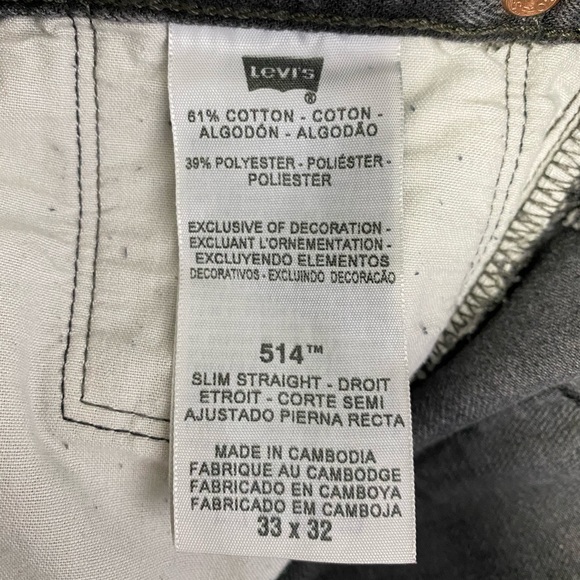 Levi's
®
61% COTTON - COTON -
ALGODÓN - ALGODÃO
39% POLYESTER - POLIÉSTER -
POLIESTER
EXCLUSIVE OF DECORATION -
EXCLUANT L'ORNEMENTATION -
EXCLUYENDO ELEMENTOS
DECORATIVOS - EXCLUINDO DECORAÇÃO
514™
SLIM STRAIGHT - DROIT
ETROIT - CORTE SEMI
AJUSTADO PIERNA RECTA
MADE IN CAMBODIA
FABRIQUE AU CAMBODGE
FABRICADO EN CAMBOYA
FABRICADO EM CAMBOJA
33 x 32